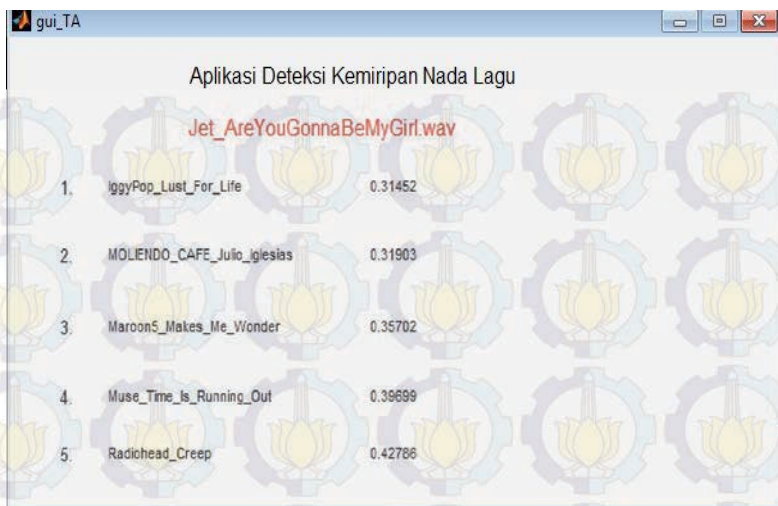 gui_TA
Aplikasi Deteksi Kemiripan Nada Lagu
Jet_AreYouGonnaBeMyGirl.wav
1. IggyPop_Lust_For_Life 0.31452
2. MOLIENDO_CAFE_Julio_Iglesias 0.31903
3. Maroon5_Makes_Me_Wonder 0.35702
4. Muse_Time_Is_Running_Out 0.39699
5. Radiohead_Creep 0.42786